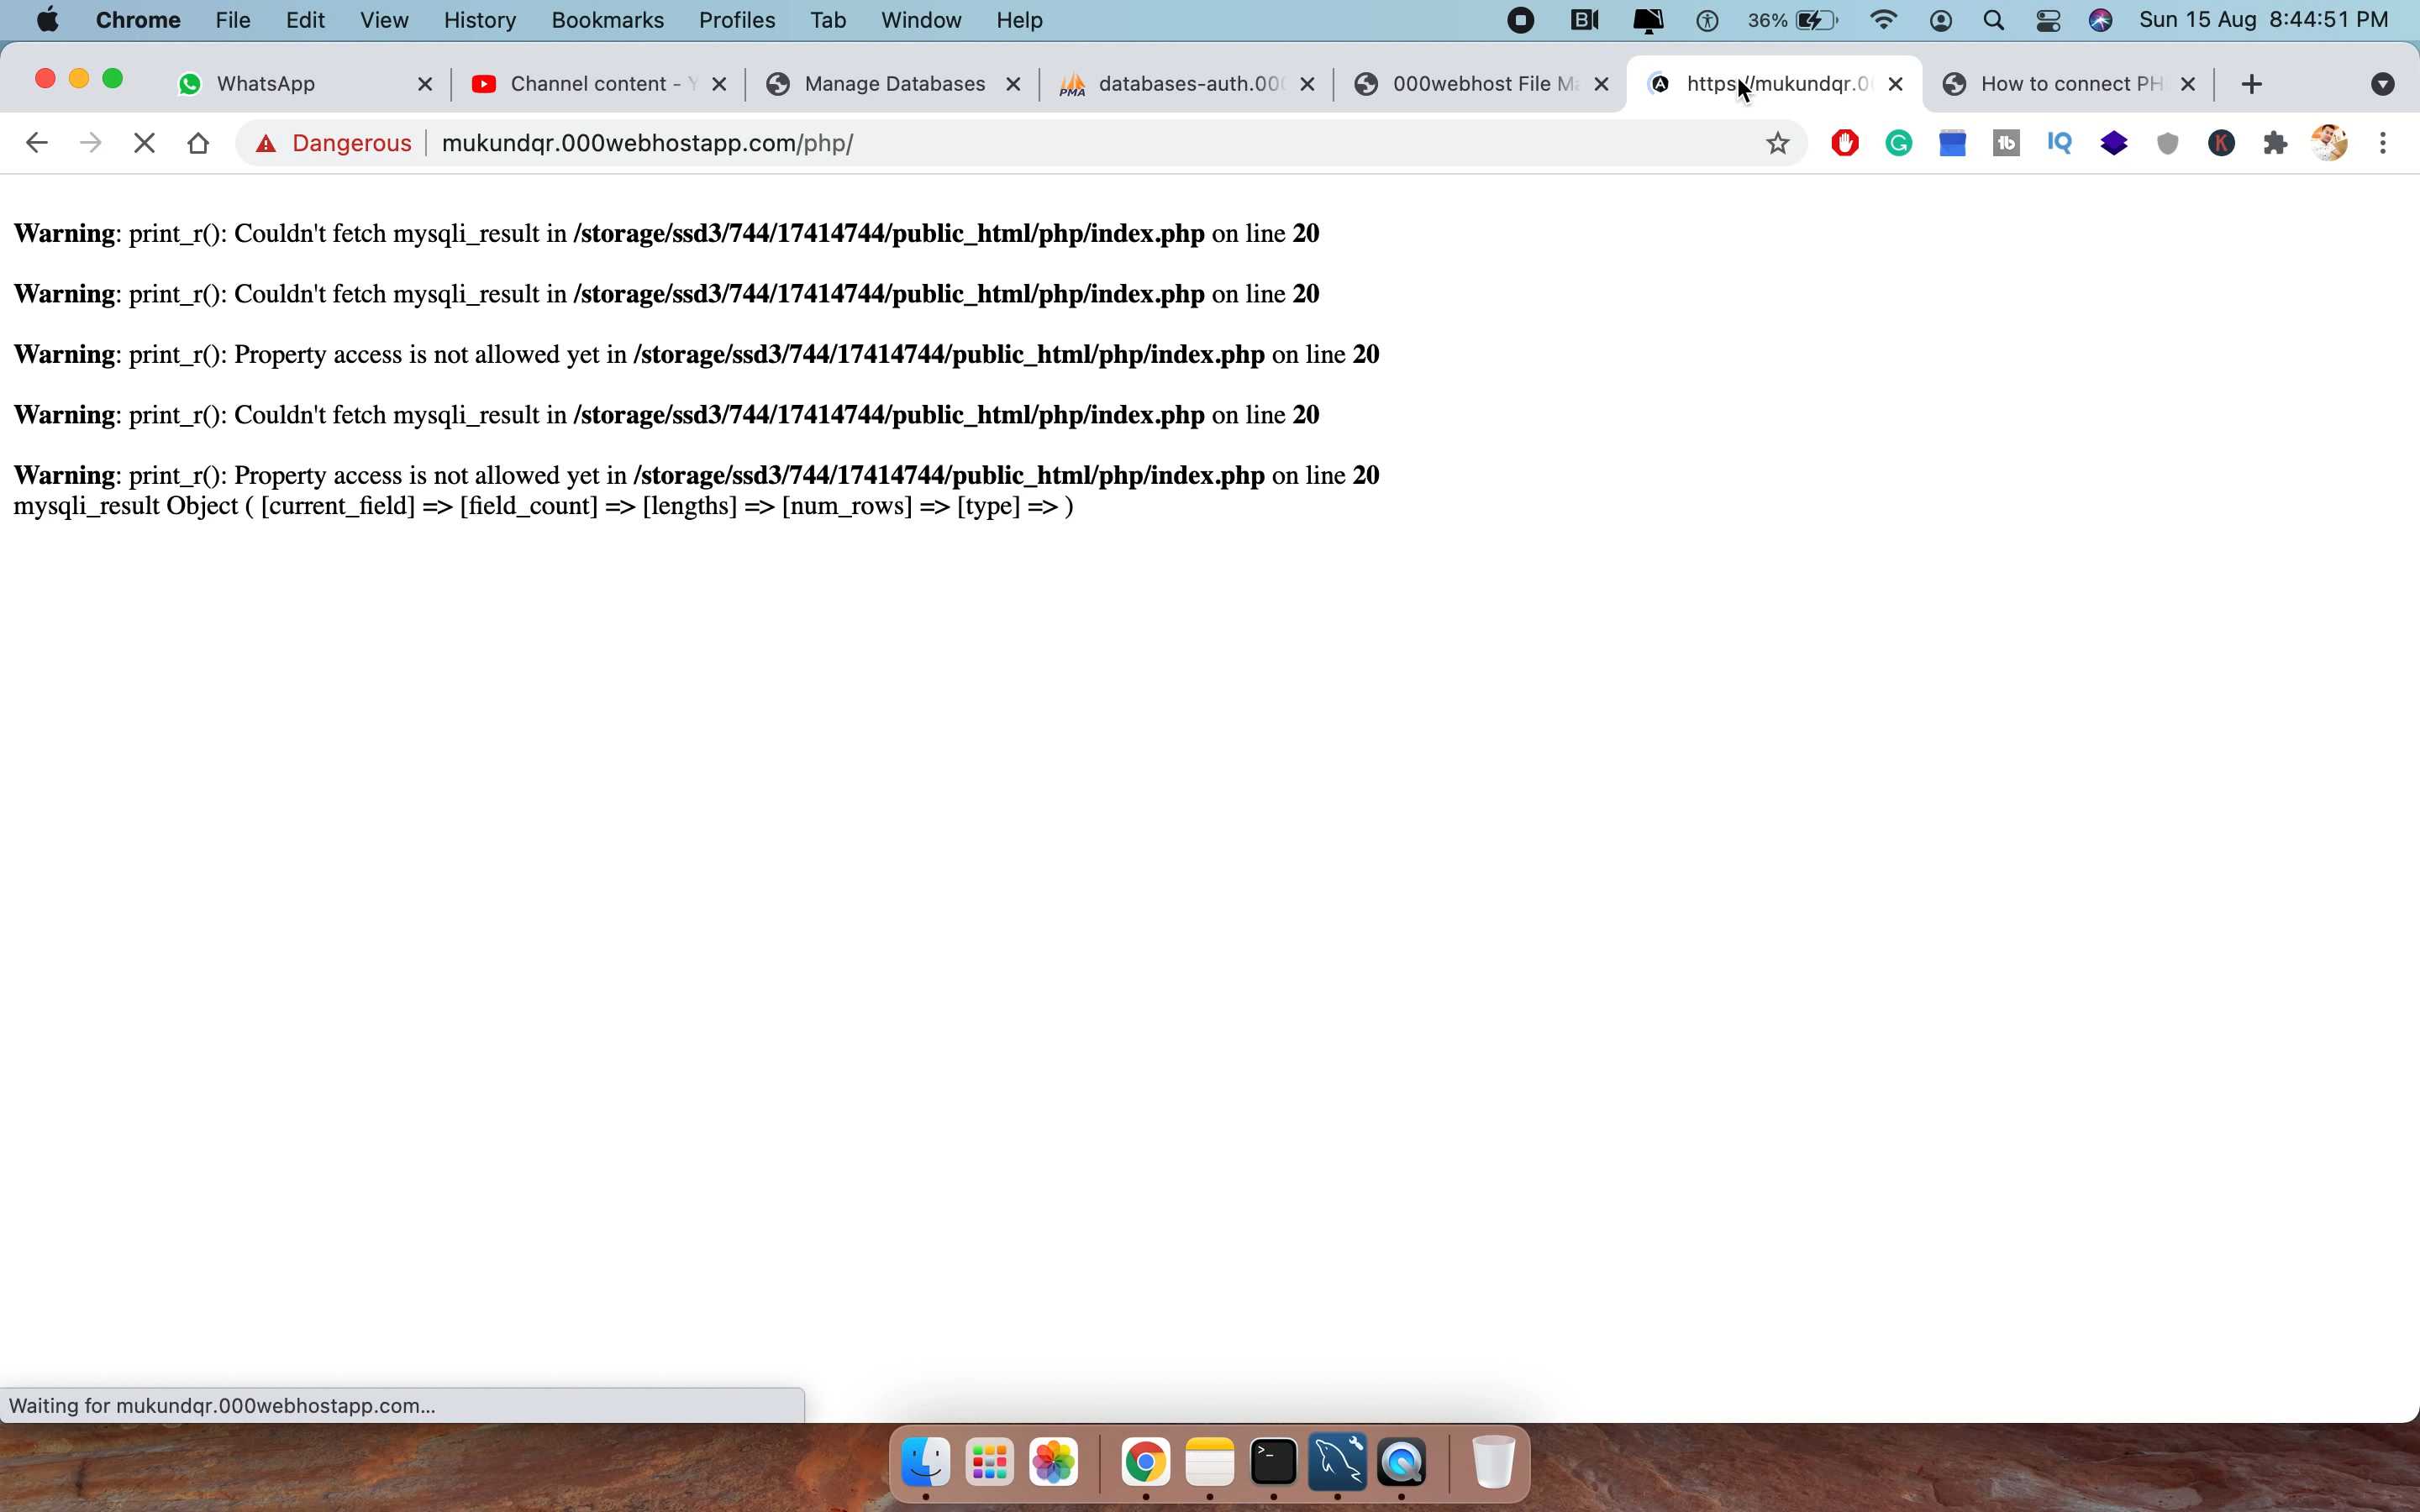 Chrome File Edit View History Bookmarks Profiles Tab Window Help 36% Sun 15 Aug 8:44:51 PM
WhatsApp Channel content - Y Manage Databases databases-auth.000 000webhost File Ma https://mukundqr.0 How to connect PH
Dangerous mukundqr.000webhostapp.com/php/
Warning: print_r(): Couldn't fetch mysqli_result in /storage/ssd3/744/17414744/public_html/php/index.php on line 20
Warning: print_r(): Couldn't fetch mysqli_result in /storage/ssd3/744/17414744/public_html/php/index.php on line 20
Warning: print_r(): Property access is not allowed yet in /storage/ssd3/744/17414744/public_html/php/index.php on line 20
Warning: print_r(): Couldn't fetch mysqli_result in /storage/ssd3/744/17414744/public_html/php/index.php on line 20
Warning: print_r(): Property access is not allowed yet in /storage/ssd3/744/17414744/public_html/php/index.php on line 20
mysqli_result Object ( [current_field] => [field_count] => [lengths] => [num_rows] => [type] => )
Waiting for mukundqr.000webhostapp.com...